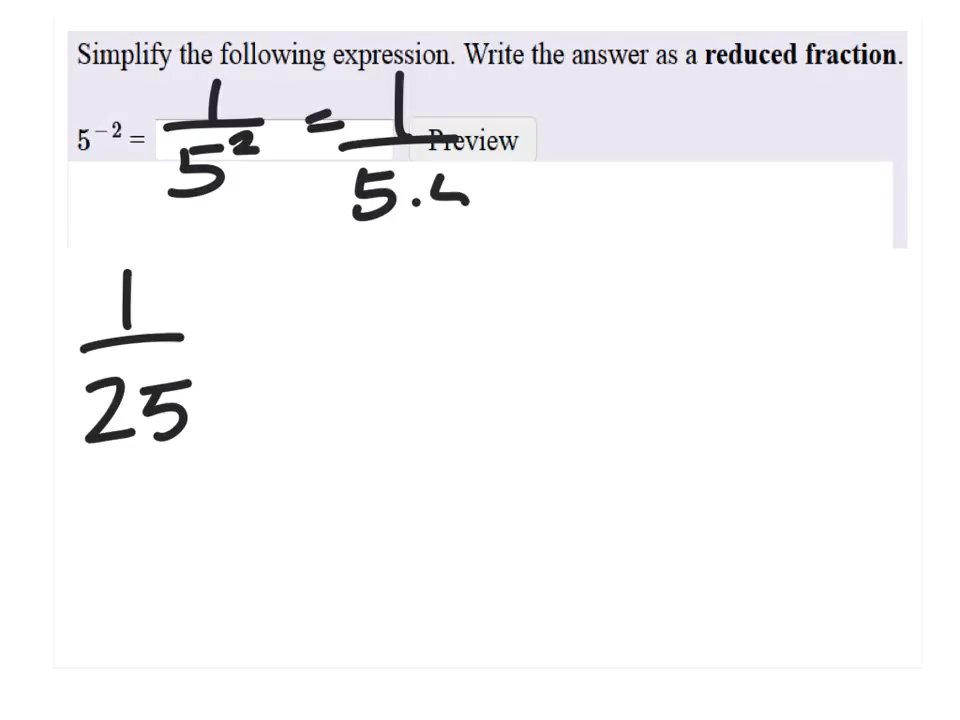 Simplify the following expression. Write the answer as a reduced fraction.
5^-2 = 1/5^2 = 1/5.
Preview
1/25